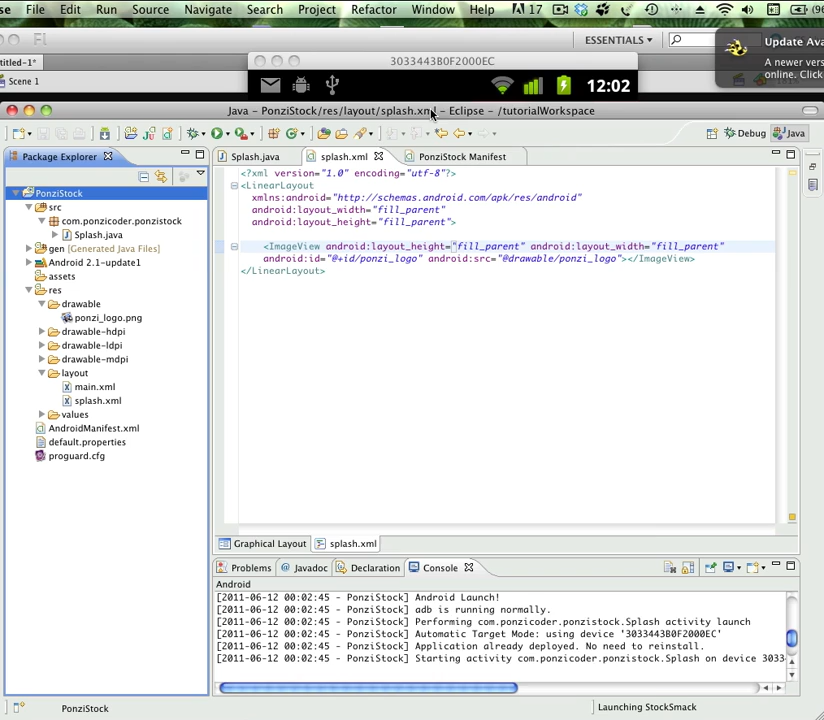 se File Edit Run Source Navigate Search Project Refactor Window Help 17
ESSENTIALS
titled-1*
Scene 1
Update Ava
A newer vers
online. Click
3033443B0F2000EC
12:02
Java - PonziStock/res/layout/splash.xml - Eclipse - /tutorialWorkspace
Debug Java
Package Explorer
Splash.java splash.xml PonziStock Manifest
PonziStock
src
com.ponzicoder.ponzistock
Splash.java
gen [Generated Java Files]
Android 2.1-update1
assets
res
drawable
ponzi_logo.png
drawable-hdpi
drawable-ldpi
drawable-mdpi
layout
main.xml
splash.xml
values
AndroidManifest.xml
default.properties
proguard.cfg
<?xml version="1.0" encoding="utf-8"?>
<LinearLayout
xmlns:android="http://schemas.android.com/apk/res/android"
android:layout_width="fill_parent"
android:layout_height="fill_parent">
<ImageView android:layout_height="fill_parent" android:layout_width="fill_parent"
android:id="@+id/ponzi_logo" android:src="@drawable/ponzi_logo"></ImageView>
</LinearLayout>
Graphical Layout splash.xml
Problems Javadoc Declaration Console
Android
[2011-06-12 00:02:45 - PonziStock] Android Launch!
[2011-06-12 00:02:45 - PonziStock] adb is running normally.
[2011-06-12 00:02:45 - PonziStock] Performing com.ponzicoder.ponzistock.Splash activity launch
[2011-06-12 00:02:45 - PonziStock] Automatic Target Mode: using device '3033443B0F2000EC'
[2011-06-12 00:02:45 - PonziStock] Application already deployed. No need to reinstall.
[2011-06-12 00:02:45 - PonziStock] Starting activity com.ponzicoder.ponzistock.Splash on device 3033
PonziStock
Launching StockSmack